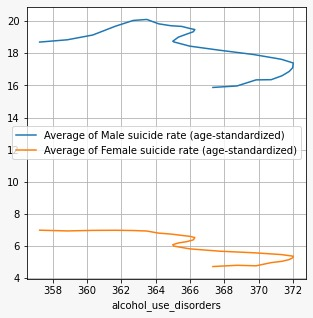 20
18
16
14
Average of Male suicide rate (age-standardized)
12
Average of Female suicide rate (age-standardized)
10
8
6
4
358 360 362 364 366 368 370 372
alcohol_use_disorders